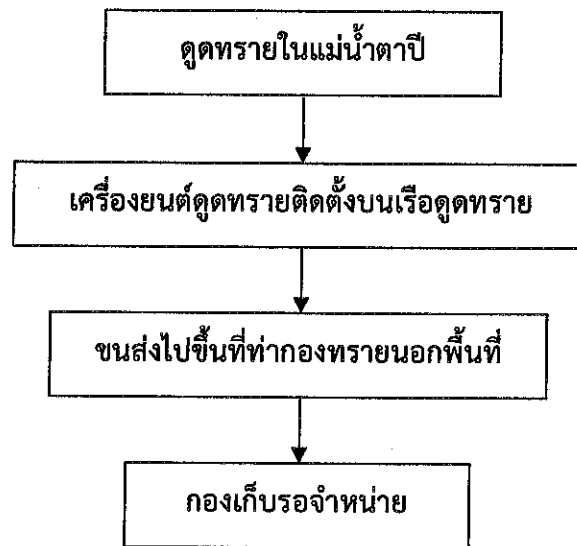 ดูดทรายในแม่น้ำตาปี
เครื่องยนต์ดูดทรายติดตั้งบนเรือดูดทราย
ขนส่งไปขึ้นที่ท่ากองทรายนอกพื้นที่
กองเก็บรอจำหน่าย